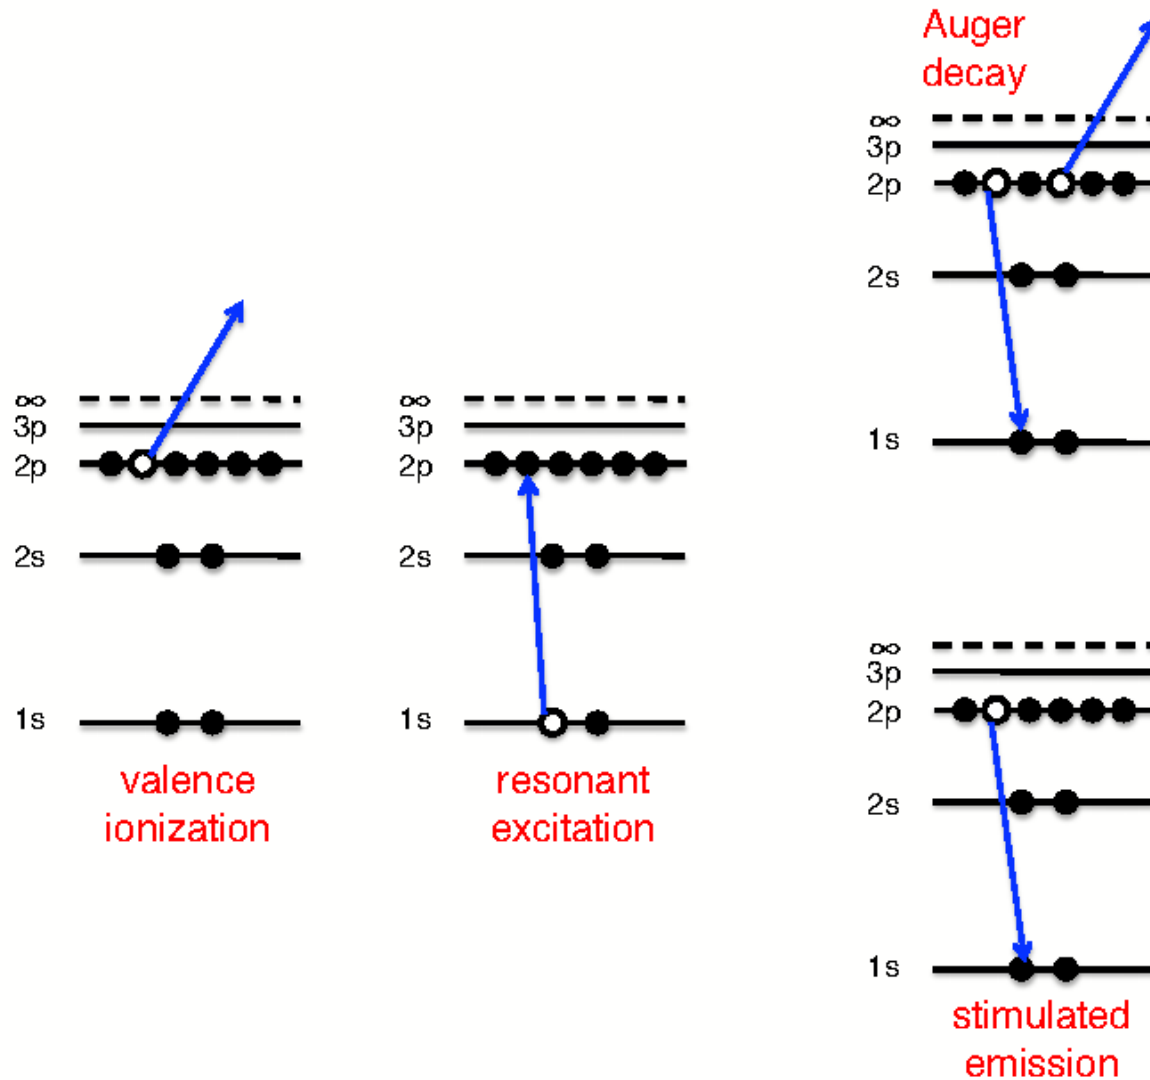 Auger
decay
∞
3p
2p
2s
1s
∞
3p
2p
2s
1s
valence
ionization
∞
3p
2p
2s
1s
resonant
excitation
∞
3p
2p
2s
1s
stimulated
emission